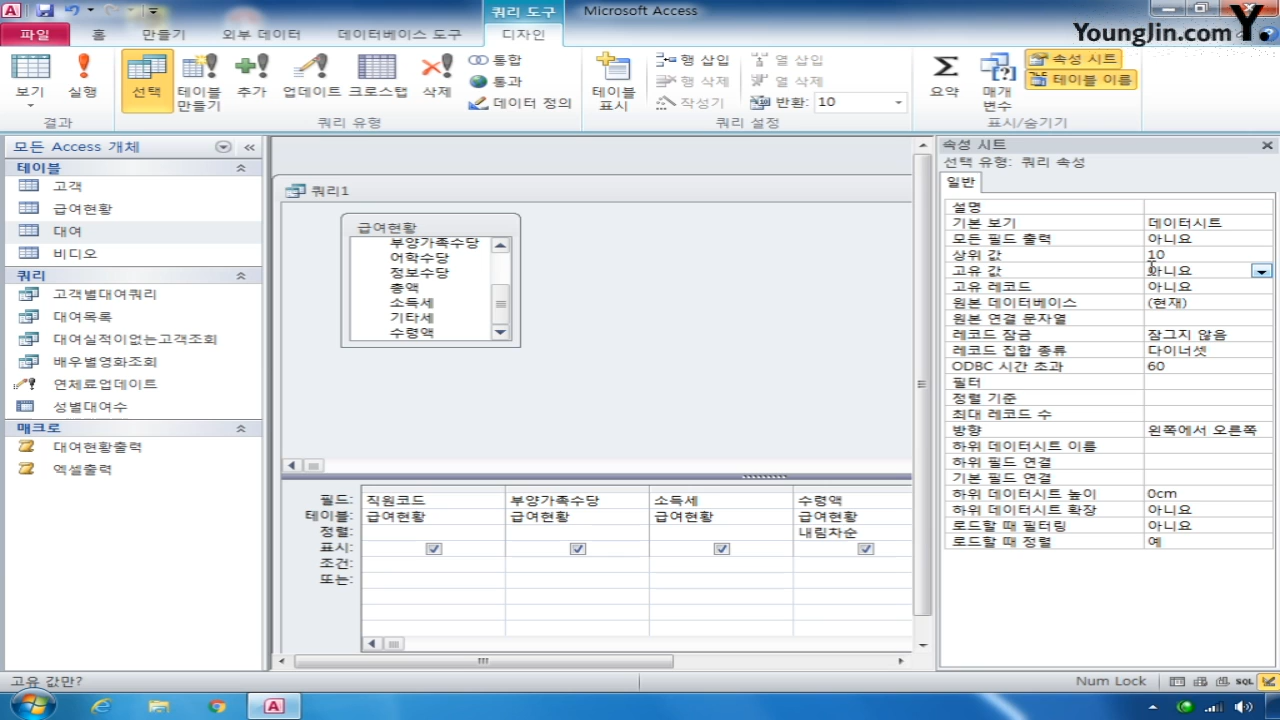 쿼리 도구
Microsoft Access
YoungJin.com Y.
파일
홈
만들기
외부 데이터
데이터베이스 도구
디자인
보기
실행
결과
선택
테이블 만들기
추가
업데이트
크로스탭
삭제
통합
통과
데이터 정의
쿼리 유형
테이블 표시
행 삽입
행 삭제
작성기
열 삽입
열 삭제
반환: 10
쿼리 설정
요약
매개 변수
속성 시트
테이블 이름
표시/숨기기
모든 Access 개체
테이블
고객
급여현황
대여
비디오
쿼리
고객별대여쿼리
대여목록
대여실적이없는고객조회
배우별영화조회
연체료업데이트
성별대여수
매크로
대여현황출력
엑셀출력
쿼리1
급여현황
부양가족수당
어학수당
정보수당
총액
소득세
기타세
수령액
필드: 직원코드 부양가족수당 소득세 수령액
테이블: 급여현황 급여현황 급여현황 급여현황
정렬: 내림차순
표시:
조건:
또는:
속성 시트
선택 유형: 쿼리 속성
일반
설명
기본 보기 데이터시트
모든 필드 출력 아니요
상위 값 10
고유 값 아니요
고유 레코드 아니요
원본 데이터베이스 (현재)
원본 연결 문자열
레코드 잠금 잠그지 않음
레코드 집합 종류 다이너셋
ODBC 시간 초과 60
필터
정렬 기준
최대 레코드 수
방향 왼쪽에서 오른쪽
하위 데이터시트 이름
하위 필드 연결
기본 필드 연결
하위 데이터시트 높이 0cm
하위 데이터시트 확장 아니요
로드할 때 필터링 아니요
로드할 때 정렬 예
고유 값만?
Num Lock
SQL